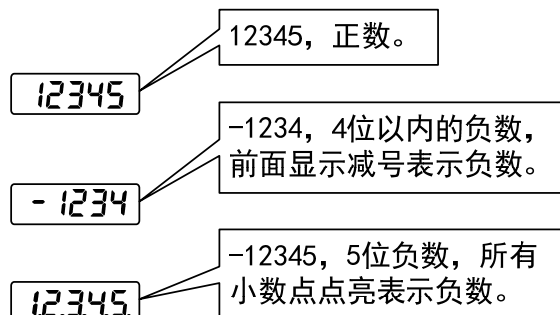 12345，正数。
12345
-1234，4位以内的负数，
前面显示减号表示负数。
-1234
-12345，5位负数，所有
小数点点亮表示负数。
1.2.3.4.5.